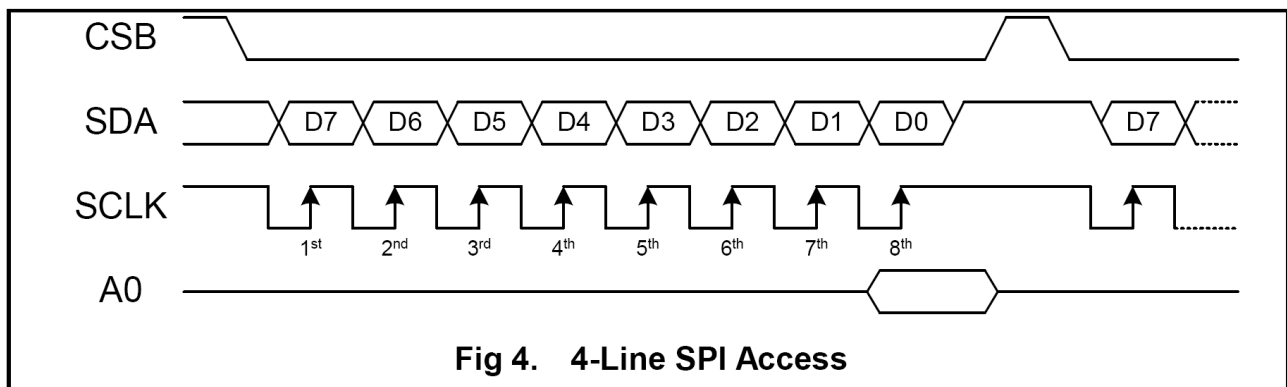 CSB
SDA D7 D6 D5 D4 D3 D2 D1 D0 D7
SCLK
1st 2nd 3rd 4th 5th 6th 7th 8th
A0
Fig 4. 4-Line SPI Access